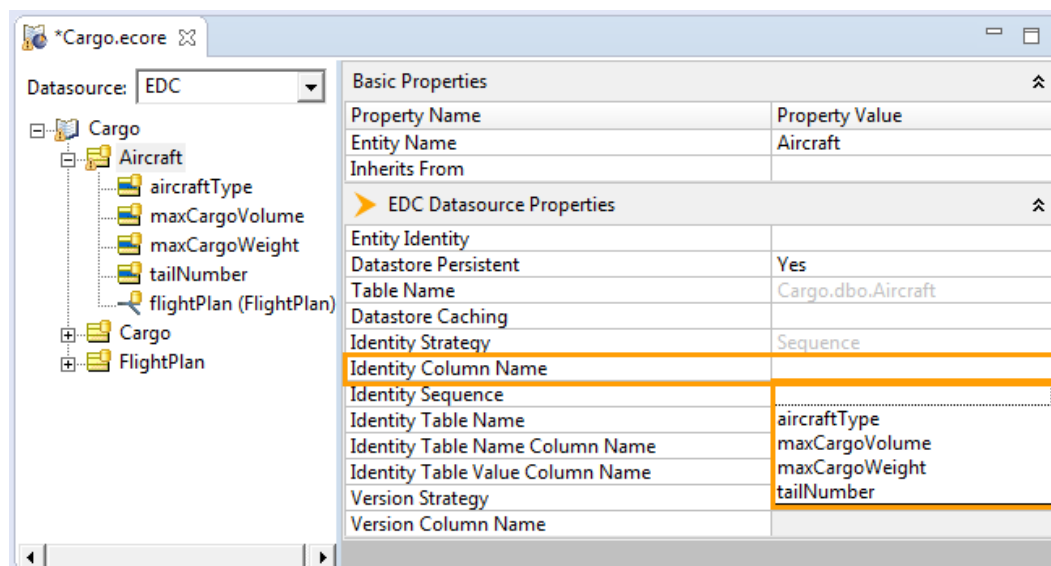 *Cargo.ecore
Datasource: EDC
Cargo
Aircraft
aircraftType
maxCargoVolume
maxCargoWeight
tailNumber
flightPlan (FlightPlan)
Cargo
FlightPlan
Basic Properties
Property Name Property Value
Entity Name Aircraft
Inherits From
EDC Datasource Properties
Entity Identity
Datastore Persistent Yes
Table Name Cargo.dbo.Aircraft
Datastore Caching
Identity Strategy Sequence
Identity Column Name
Identity Sequence
Identity Table Name
Identity Table Name Column Name
Identity Table Value Column Name
Version Strategy
Version Column Name
aircraftType
maxCargoVolume
maxCargoWeight
tailNumber